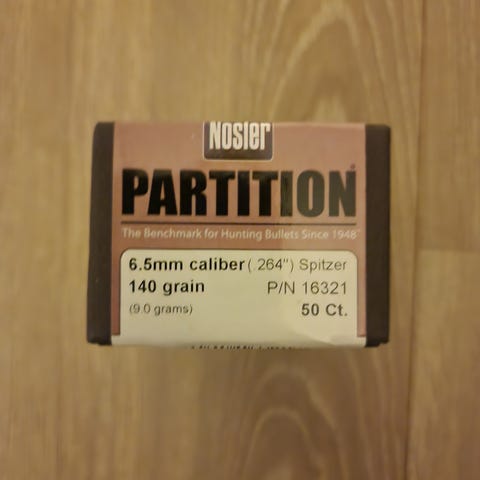 Nosler
PARTITION®
The Benchmark for Hunting Bullets Since 1948™
6.5mm caliber (.264") Spitzer
140 grain P/N 16321
(9.0 grams) 50 Ct.